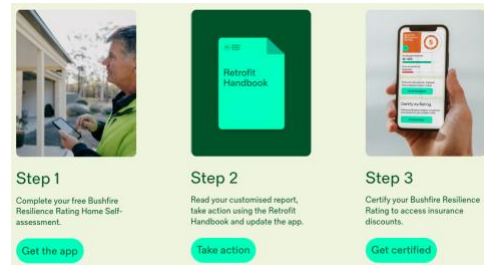 Retrofit
Handbook
Step 1
Complete your free Bushfire
Resilience Rating Home Self-
assessment.
Get the app
Step 2
Read your customised report,
take action using the Retrofit
Handbook and update the app.
Take action
Step 3
Certify your Bushfire Resilience
Rating to access insurance
discounts.
Get certified